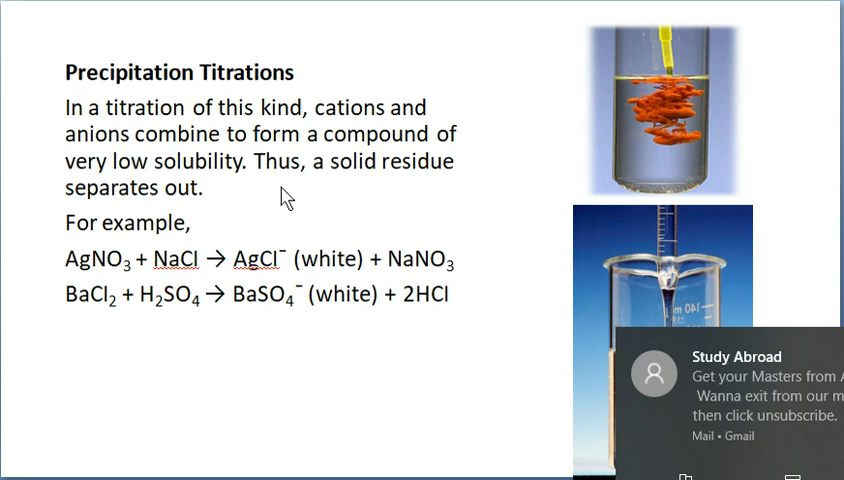 Precipitation Titrations
In a titration of this kind, cations and
anions combine to form a compound of
very low solubility. Thus, a solid residue
separates out.
For example,
AgNO₃ + NaCl → AgCl⁻ (white) + NaNO₃
BaCl₂ + H₂SO₄ → BaSO₄⁻ (white) + 2HCl
140 ml
Study Abroad
Get your Masters from A
Wanna exit from our m
then click unsubscribe.
Mail • Gmail